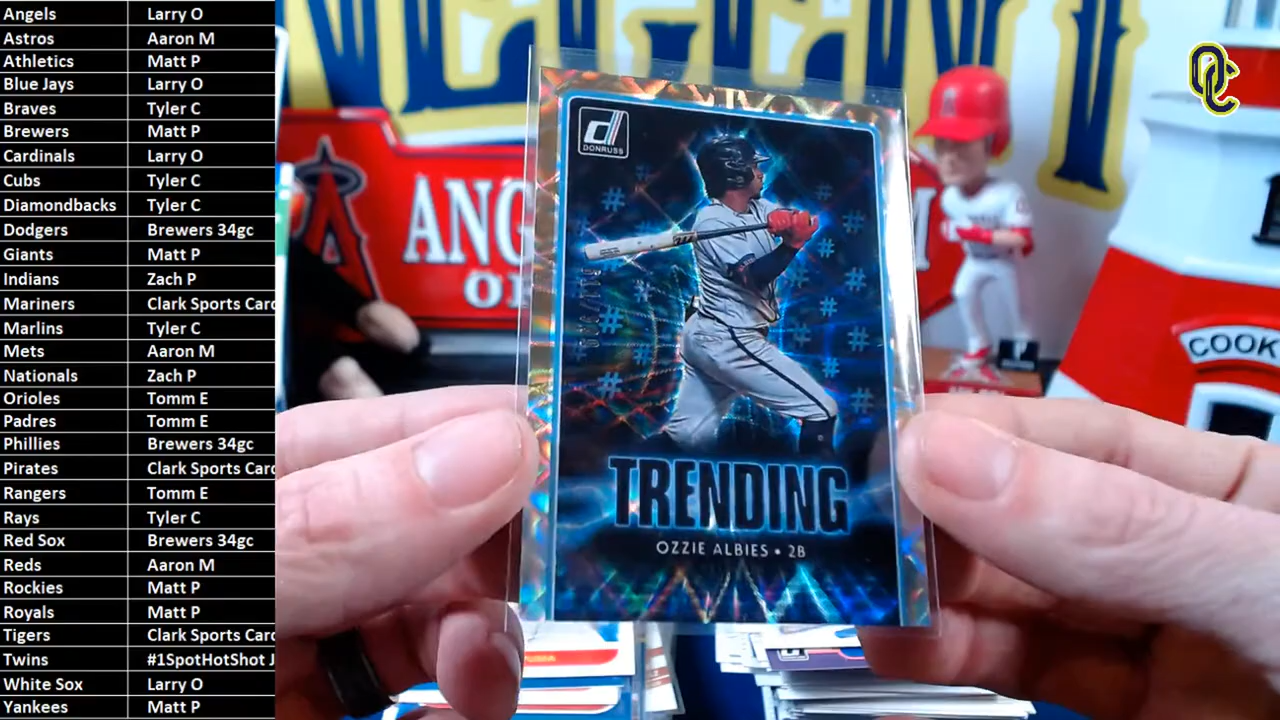 Angels Larry O
Astros Aaron M
Athletics Matt P
Blue Jays Larry O
Braves Tyler C
Brewers Matt P
Cardinals Larry O
Cubs Tyler C
Diamondbacks Tyler C
Dodgers Brewers 34gc
Giants Matt P
Indians Zach P
Mariners Clark Sports Card
Marlins Tyler C
Mets Aaron M
Nationals Zach P
Orioles Tomm E
Padres Tomm E
Phillies Brewers 34gc
Pirates Clark Sports Card
Rangers Tomm E
Rays Tyler C
Red Sox Brewers 34gc
Reds Aaron M
Rockies Matt P
Royals Matt P
Tigers Clark Sports Card
Twins #1SpotHotShot J
White Sox Larry O
Yankees Matt P
OC
d
DONRUSS
# # # # # # # # # # # # # #
TRENDING
OZZIE ALBIES • 2B
ANG
M
A
COOK